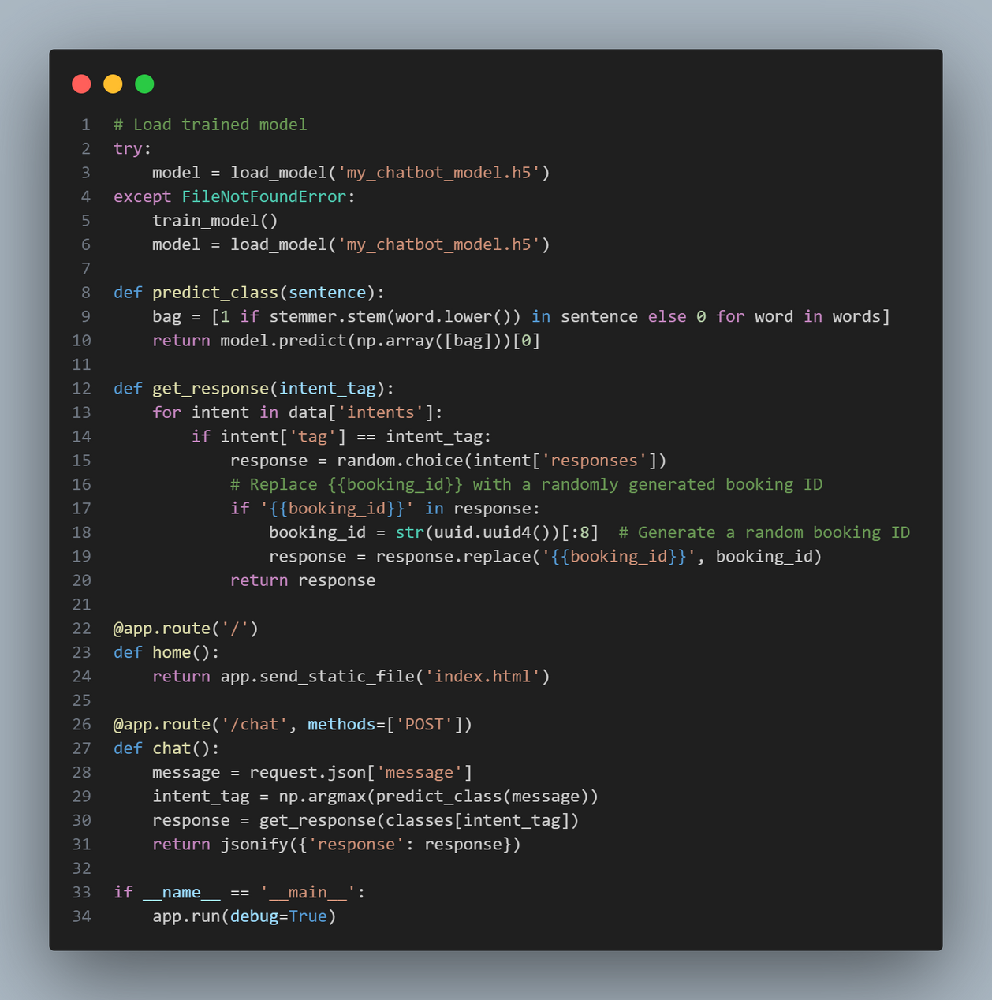 1 # Load trained model
2 try:
3     model = load_model('my_chatbot_model.h5')
4 except FileNotFoundError:
5     train_model()
6     model = load_model('my_chatbot_model.h5')
7
8 def predict_class(sentence):
9     bag = [1 if stemmer.stem(word.lower()) in sentence else 0 for word in words]
10     return model.predict(np.array([bag]))[0]
11
12 def get_response(intent_tag):
13     for intent in data['intents']:
14         if intent['tag'] == intent_tag:
15             response = random.choice(intent['responses'])
16             # Replace {{booking_id}} with a randomly generated booking ID
17             if '{{booking_id}}' in response:
18                 booking_id = str(uuid.uuid4())[:8]  # Generate a random booking ID
19                 response = response.replace('{{booking_id}}', booking_id)
20             return response
21
22 @app.route('/')
23 def home():
24     return app.send_static_file('index.html')
25
26 @app.route('/chat', methods=['POST'])
27 def chat():
28     message = request.json['message']
29     intent_tag = np.argmax(predict_class(message))
30     response = get_response(classes[intent_tag])
31     return jsonify({'response': response})
32
33 if __name__ == '__main__':
34     app.run(debug=True)